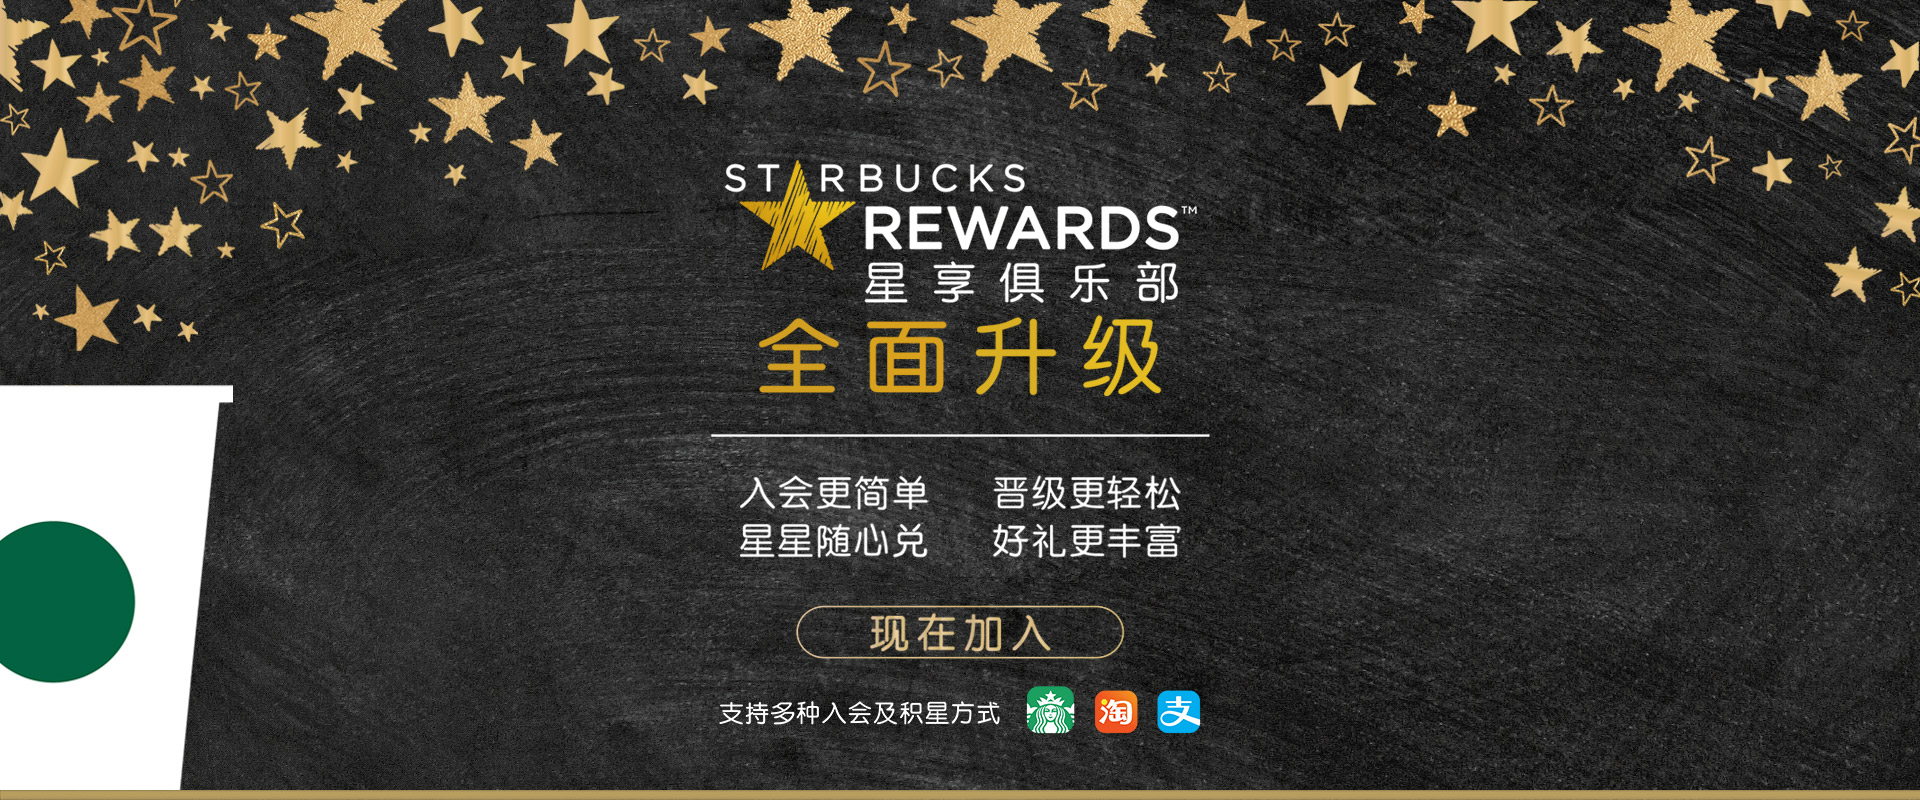 STARBUCKS
REWARDS™
星享俱乐部
全面升级
入会更简单 晋级更轻松
星星随心兑 好礼更丰富
现在加入
支持多种入会及积星方式 淘 支